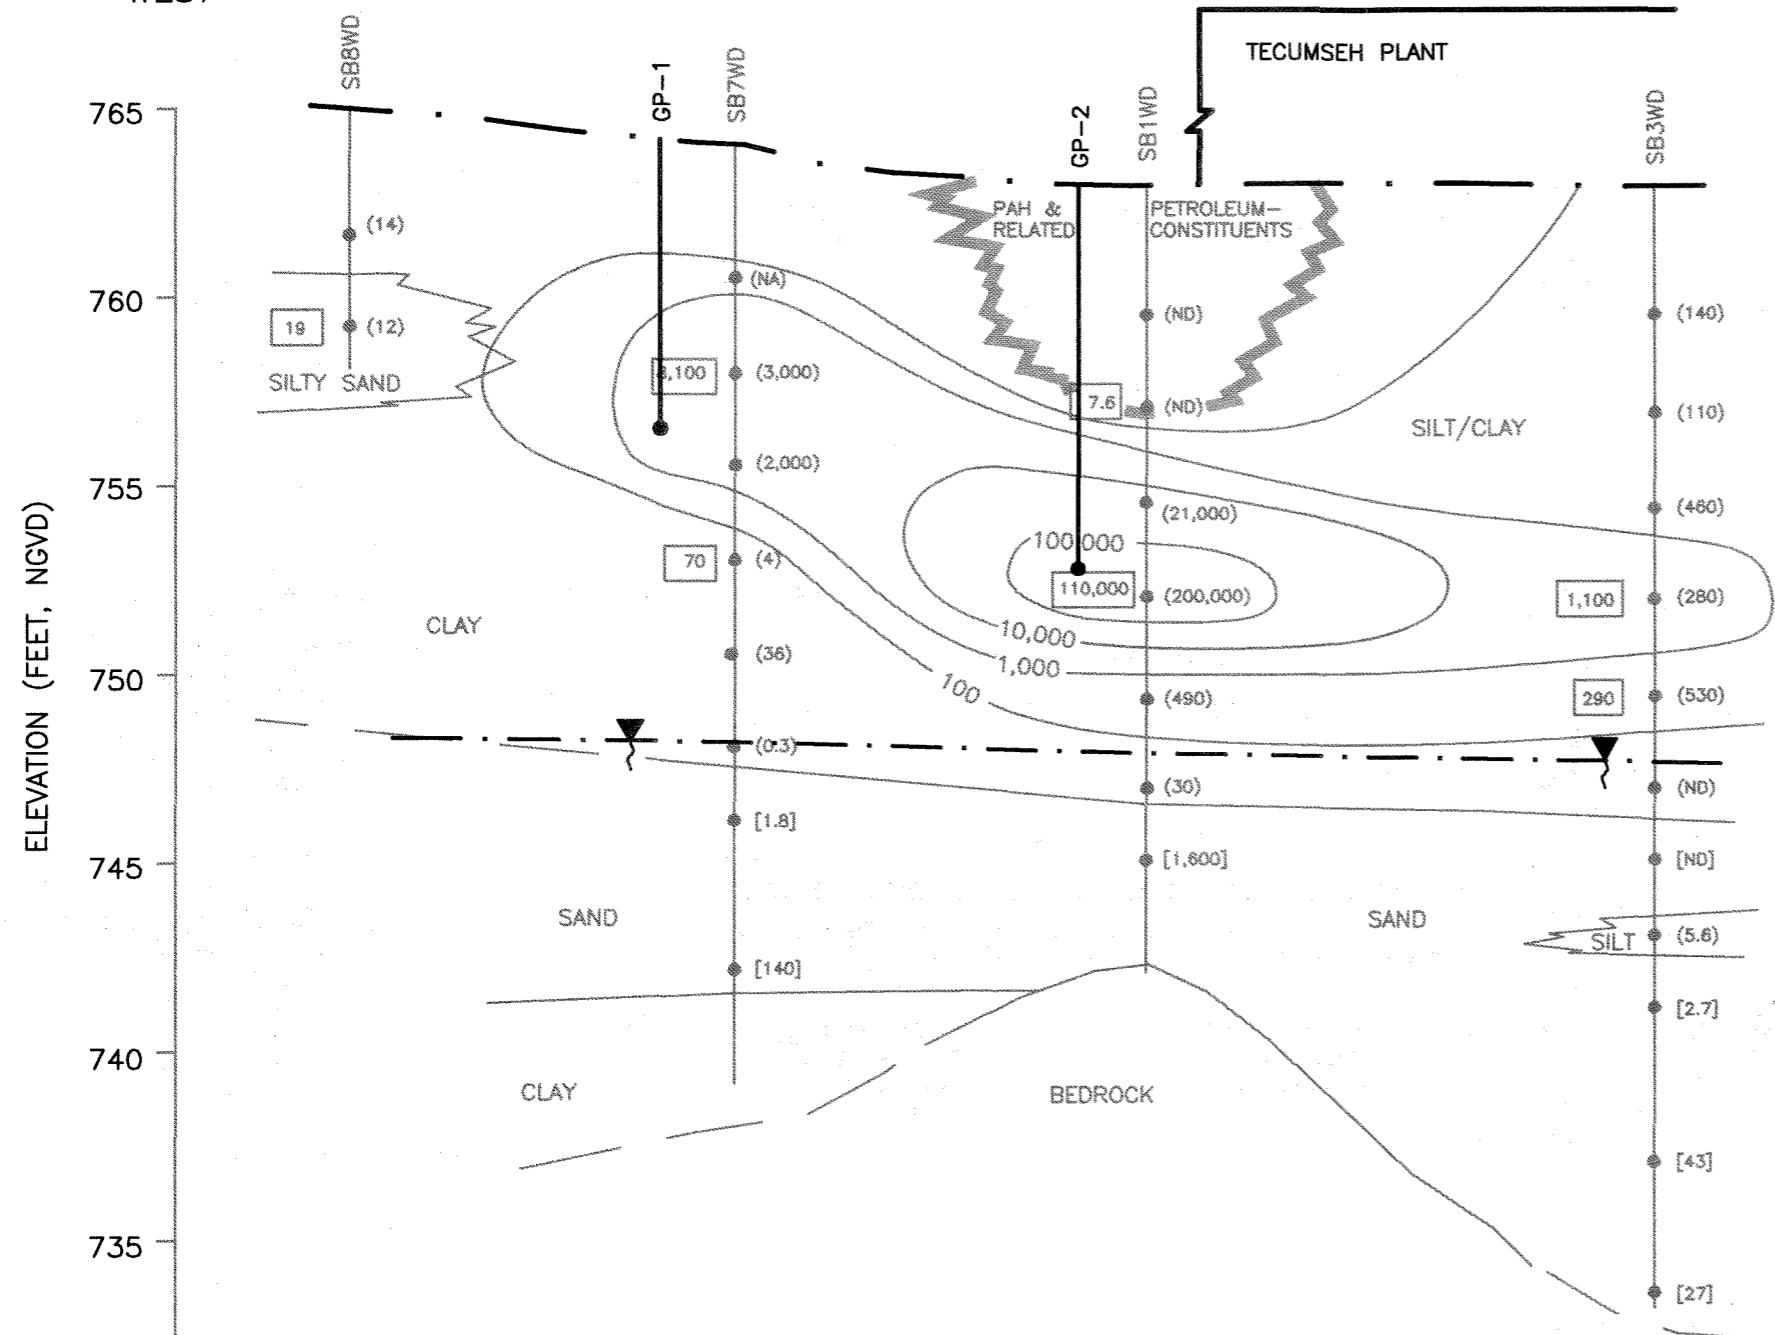 TECUMSEH PLANT
SB8WD
GP-1
SB7WD
GP-2
SB1WD
SB3WD
ELEVATION (FEET, NGVD)
765
760
755
750
745
740
735
(14)
19
(12)
SILTY SAND
(NA)
(3,000)
(2,000)
70
(4)
(36)
(0.3)
[1.8]
[140]
PAH &
RELATED
PETROLEUM-
CONSTITUENTS
(ND)
7.6
(ND)
(21,000)
100,000
110,000
(200,000)
10,000
1,000
100
(490)
(30)
[1,600]
SILT/CLAY
(140)
(110)
(460)
1,100
(280)
290
(530)
(ND)
[ND]
SILT
(5.6)
[2.7]
[43]
[27]
CLAY
SAND
SAND
CLAY
BEDROCK